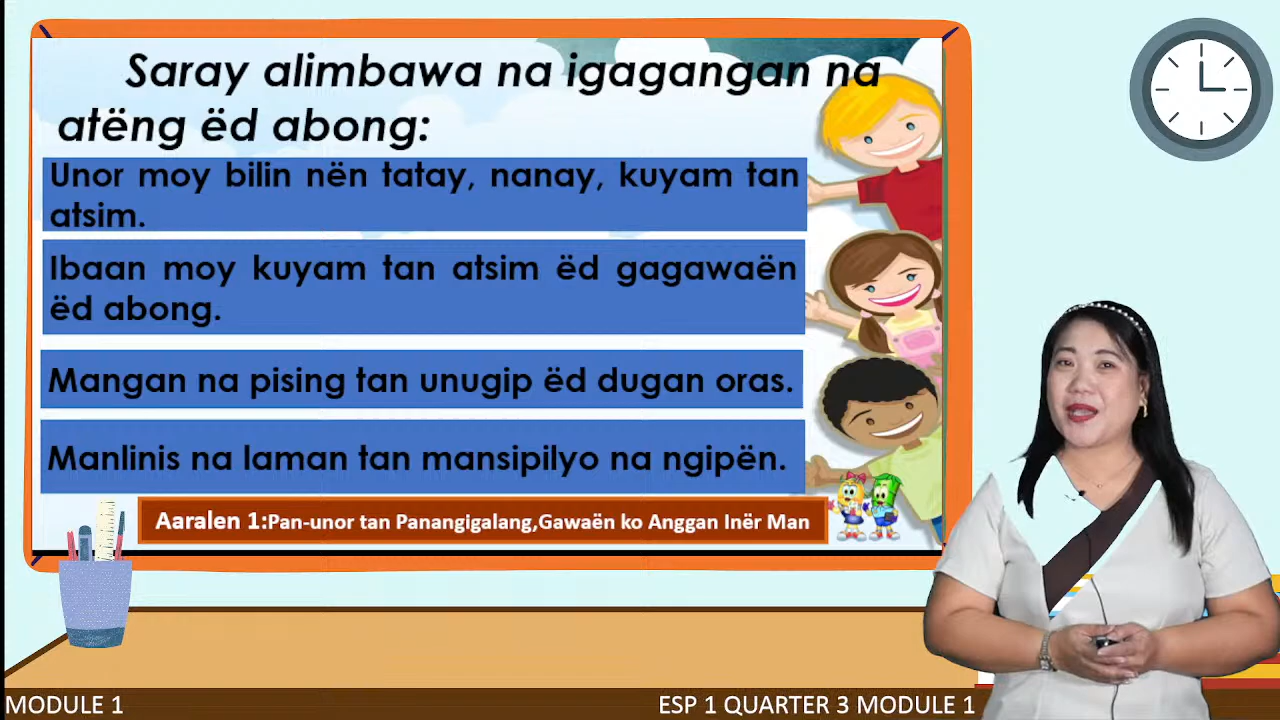 Saray alimbawa na igagangan na
atëng ëd abong:
Unor moy bilin nën tatay, nanay, kuyam tan
atsim.
Ibaan moy kuyam tan atsim ëd gagawaën
ëd abong.
Mangan na pising tan unugip ëd dugan oras.
Manlinis na laman tan mansipilyo na ngipën.
Aaralen 1:Pan-unor tan Panangigalang,Gawaën ko Anggan Inër Man
MODULE 1
ESP 1 QUARTER 3 MODULE 1